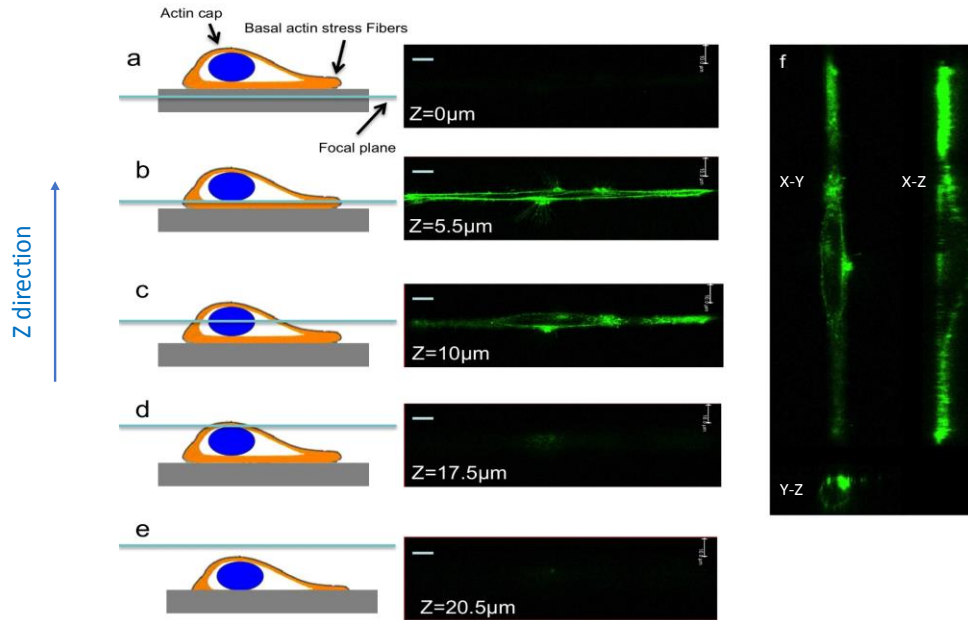 Actin cap
Basal actin stress Fibers
a
Z=0µm
Focal plane
b
Z=5.5µm
Z direction
c
Z=10µm
d
Z=17.5µm
e
Z=20.5µm
f
X-Y
X-Z
Y-Z